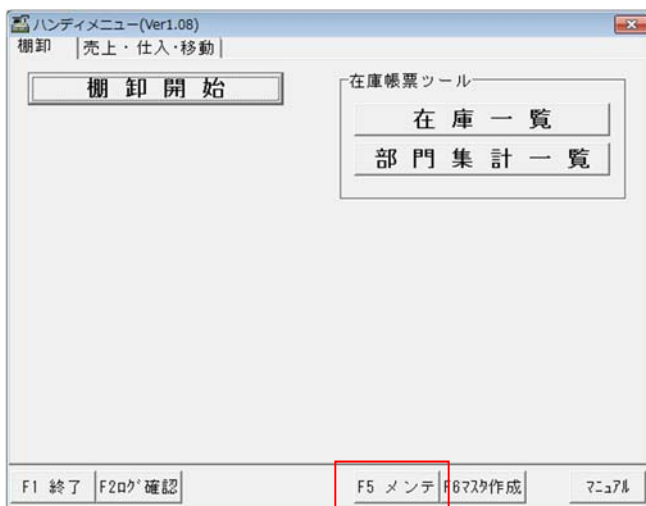 ハンディメニュー(Ver1.08)
棚卸 売上・仕入・移動
棚 卸 開 始
在庫帳票ツール
在 庫 一 覧
部 門 集 計 一 覧
F1 終了 F2ﾛｸﾞ確認 F5 メンテ F6ﾏｽﾀ作成 ﾏﾆｭｱﾙ